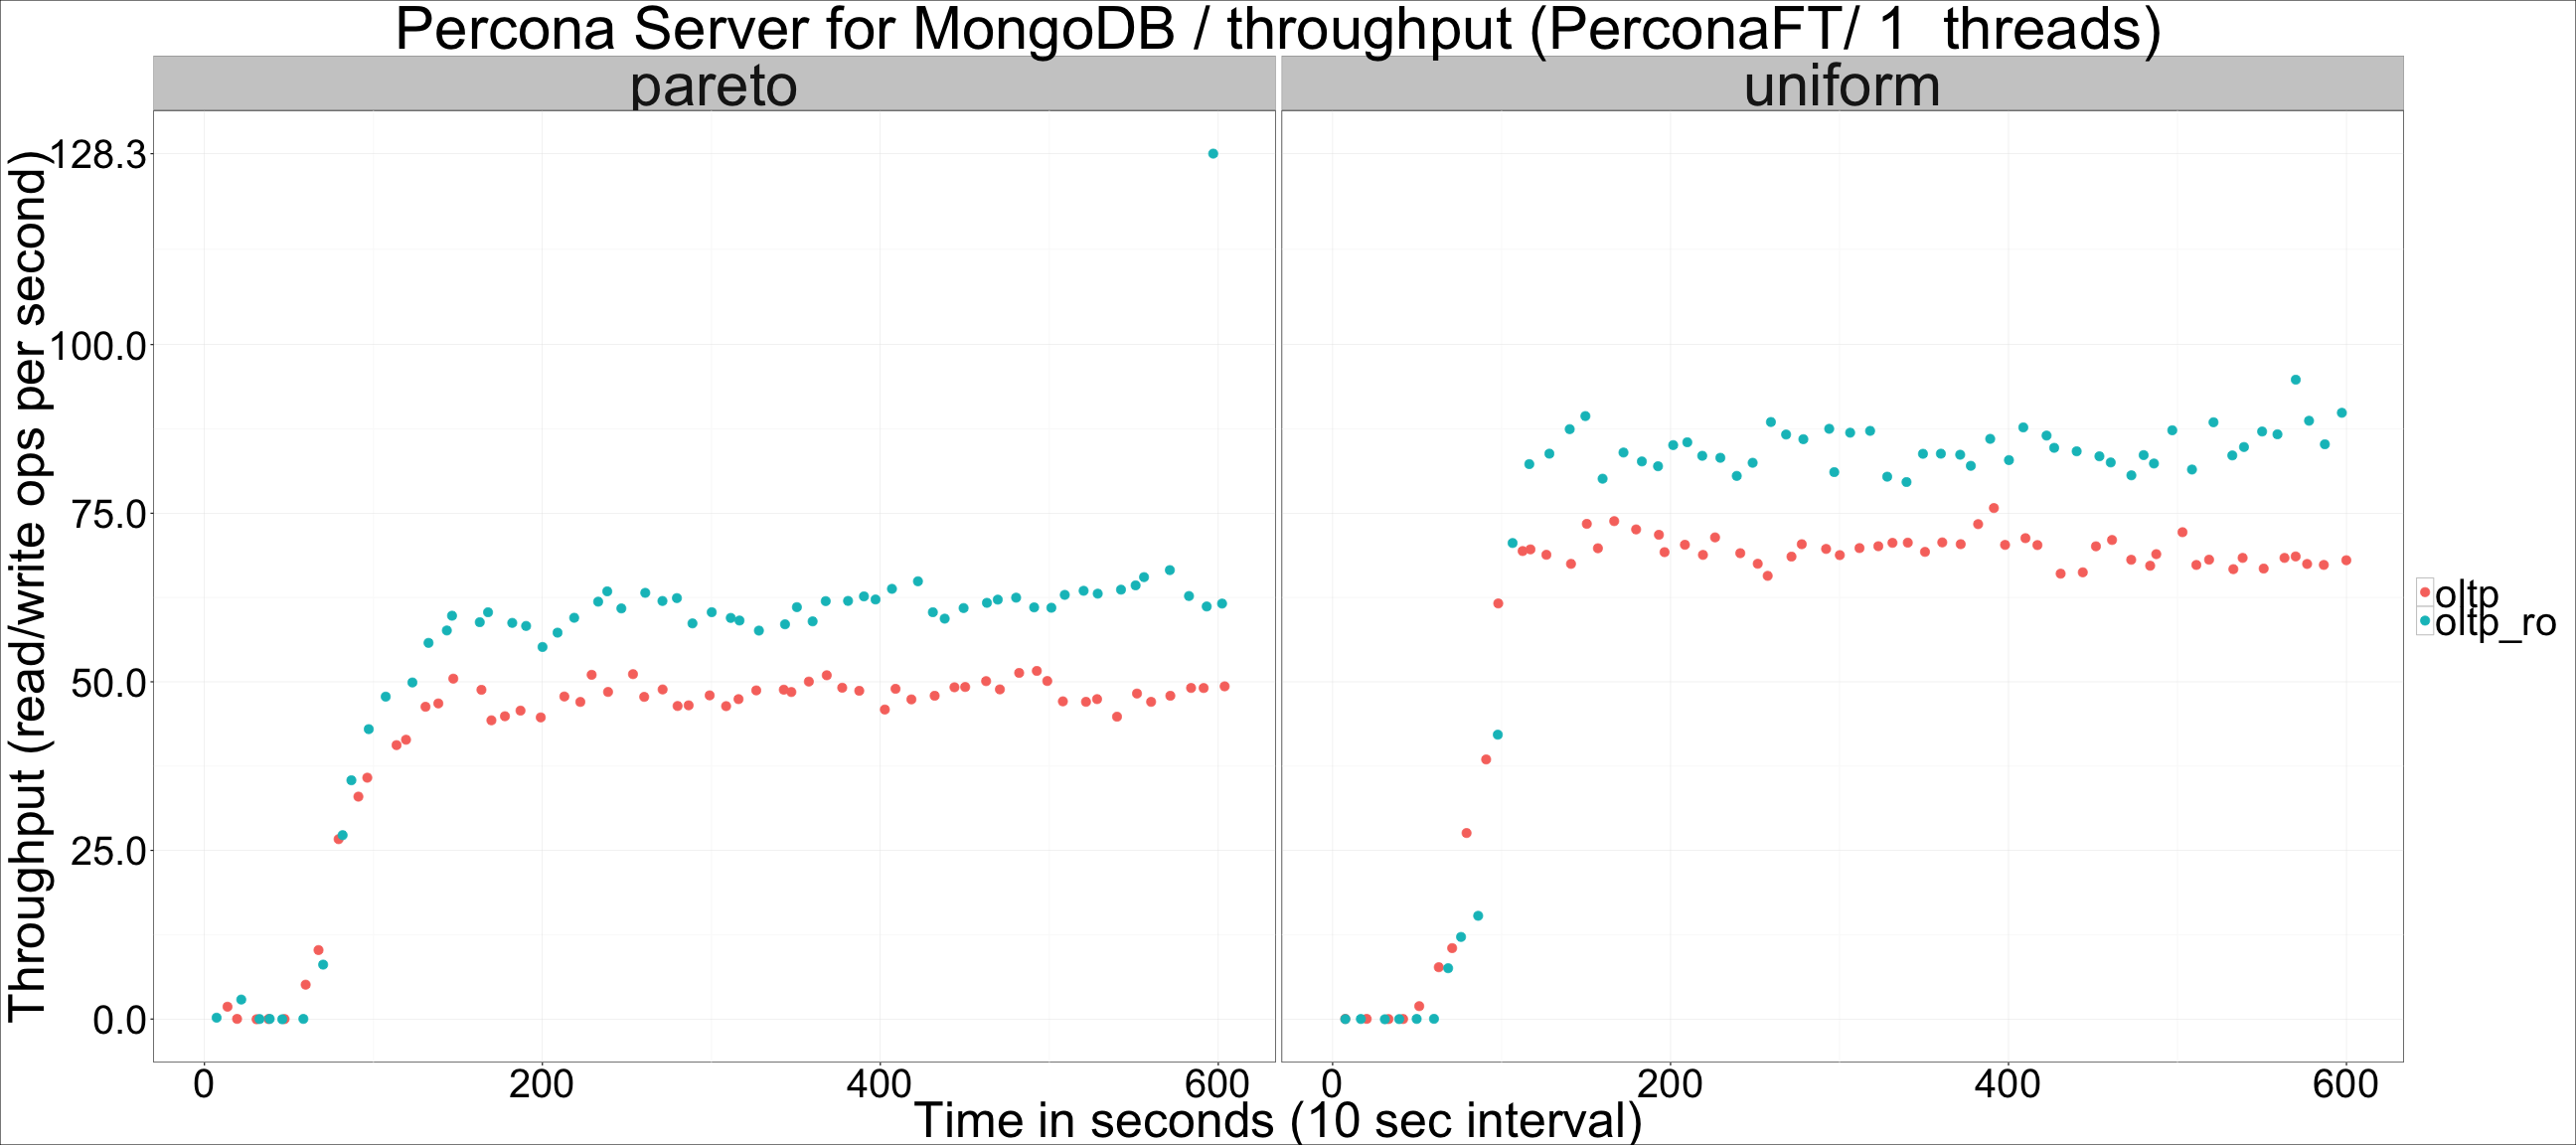 Percona Server for MongoDB / throughput (PerconaFT/ 1  threads)
pareto
uniform
Throughput (read/write ops per second)
128.3
100.0
75.0
50.0
25.0
0.0
0 200 400 600
0 200 400 600
Time in seconds (10 sec interval)
oltp
oltp_ro